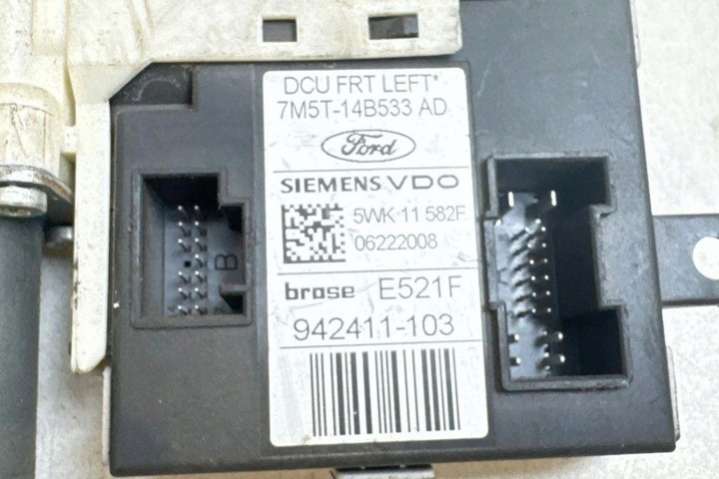 DCU FRT LEFT*
7M5T-14B533 AD
Ford
SIEMENS VDO
5WK 11 582F
06222008
brose E521F
942411-103
B